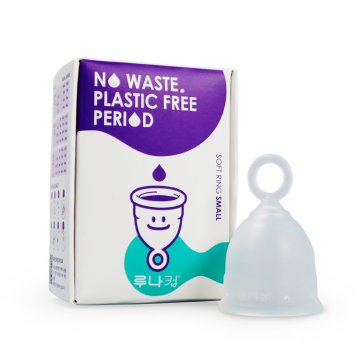 NO WASTE,
PLASTIC FREE
PERIOD
SOFT RING SMALL
루나컵